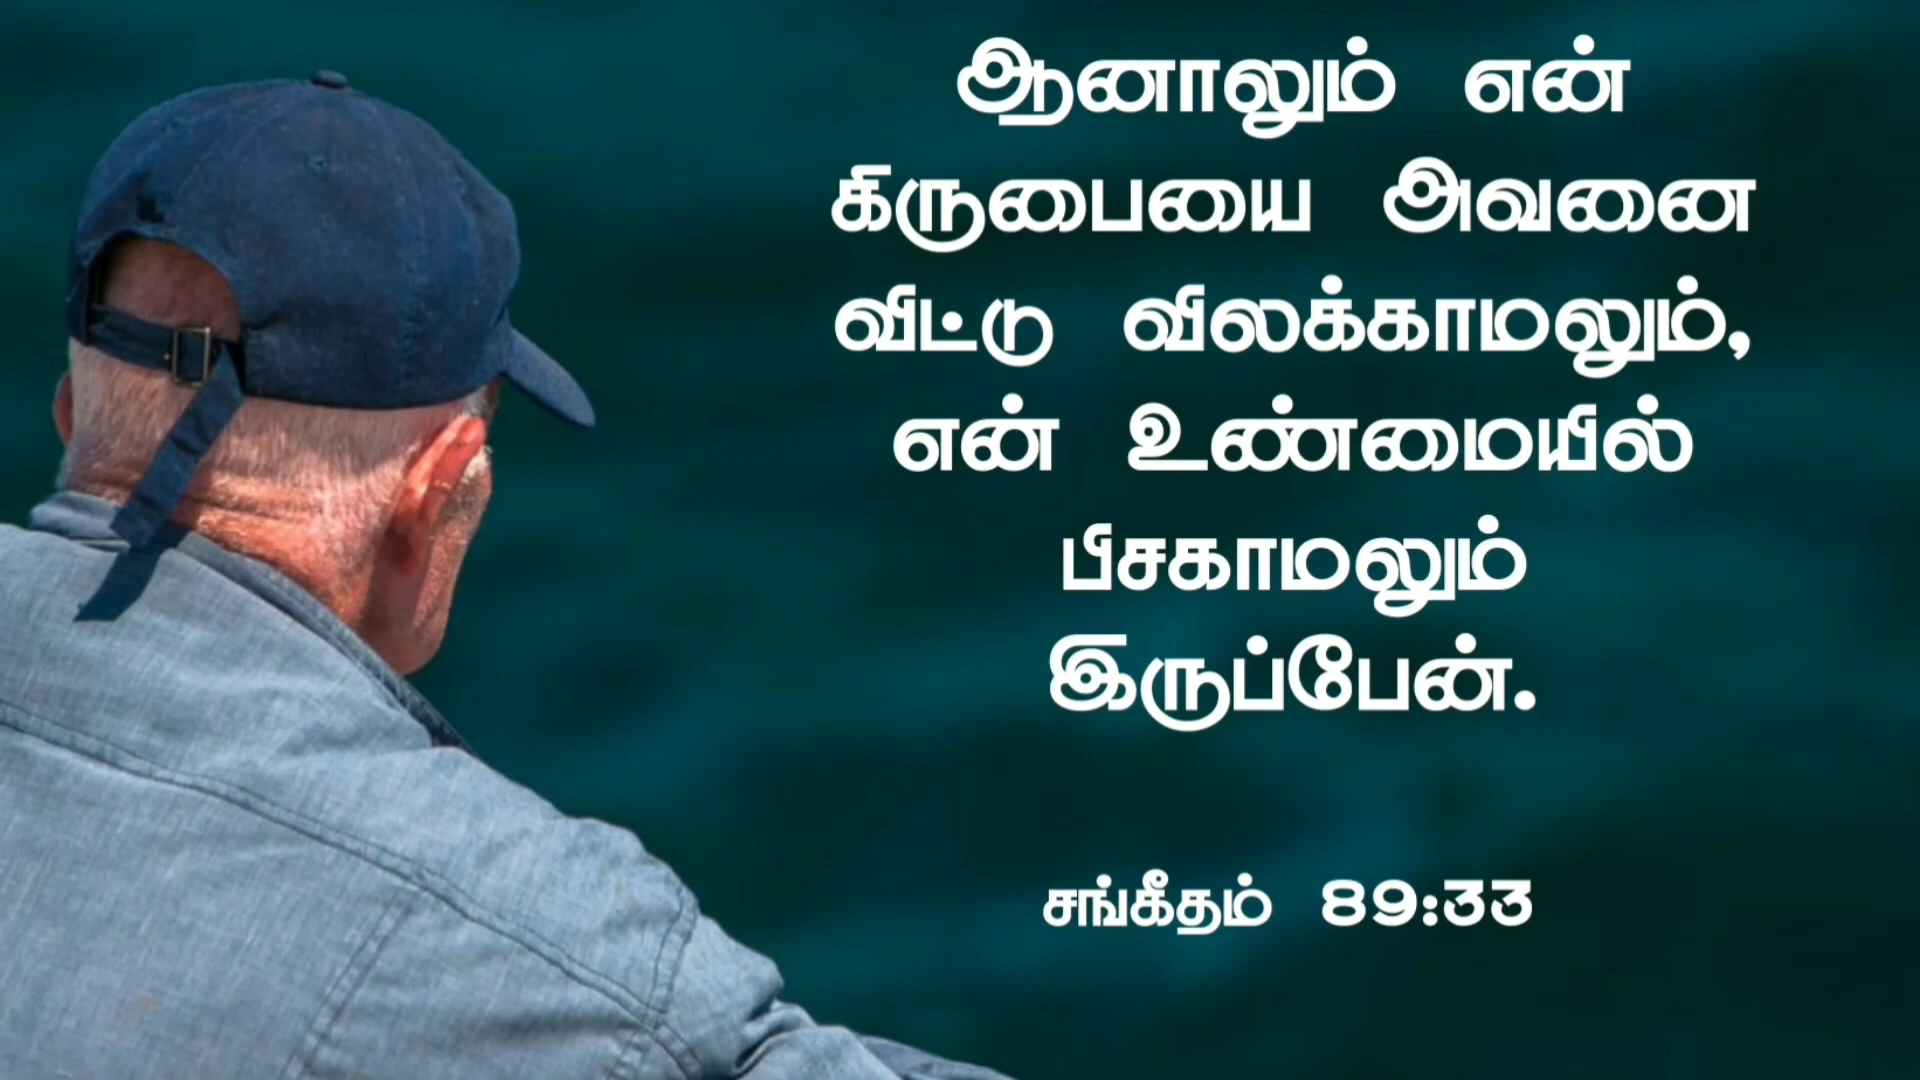 ஆனாலும் என்
கிருபையை அவனை
விட்டு விலக்காமலும்,
என் உண்மையில்
பிசகாமலும்
இருப்பேன்.
சங்கீதம் 89:33